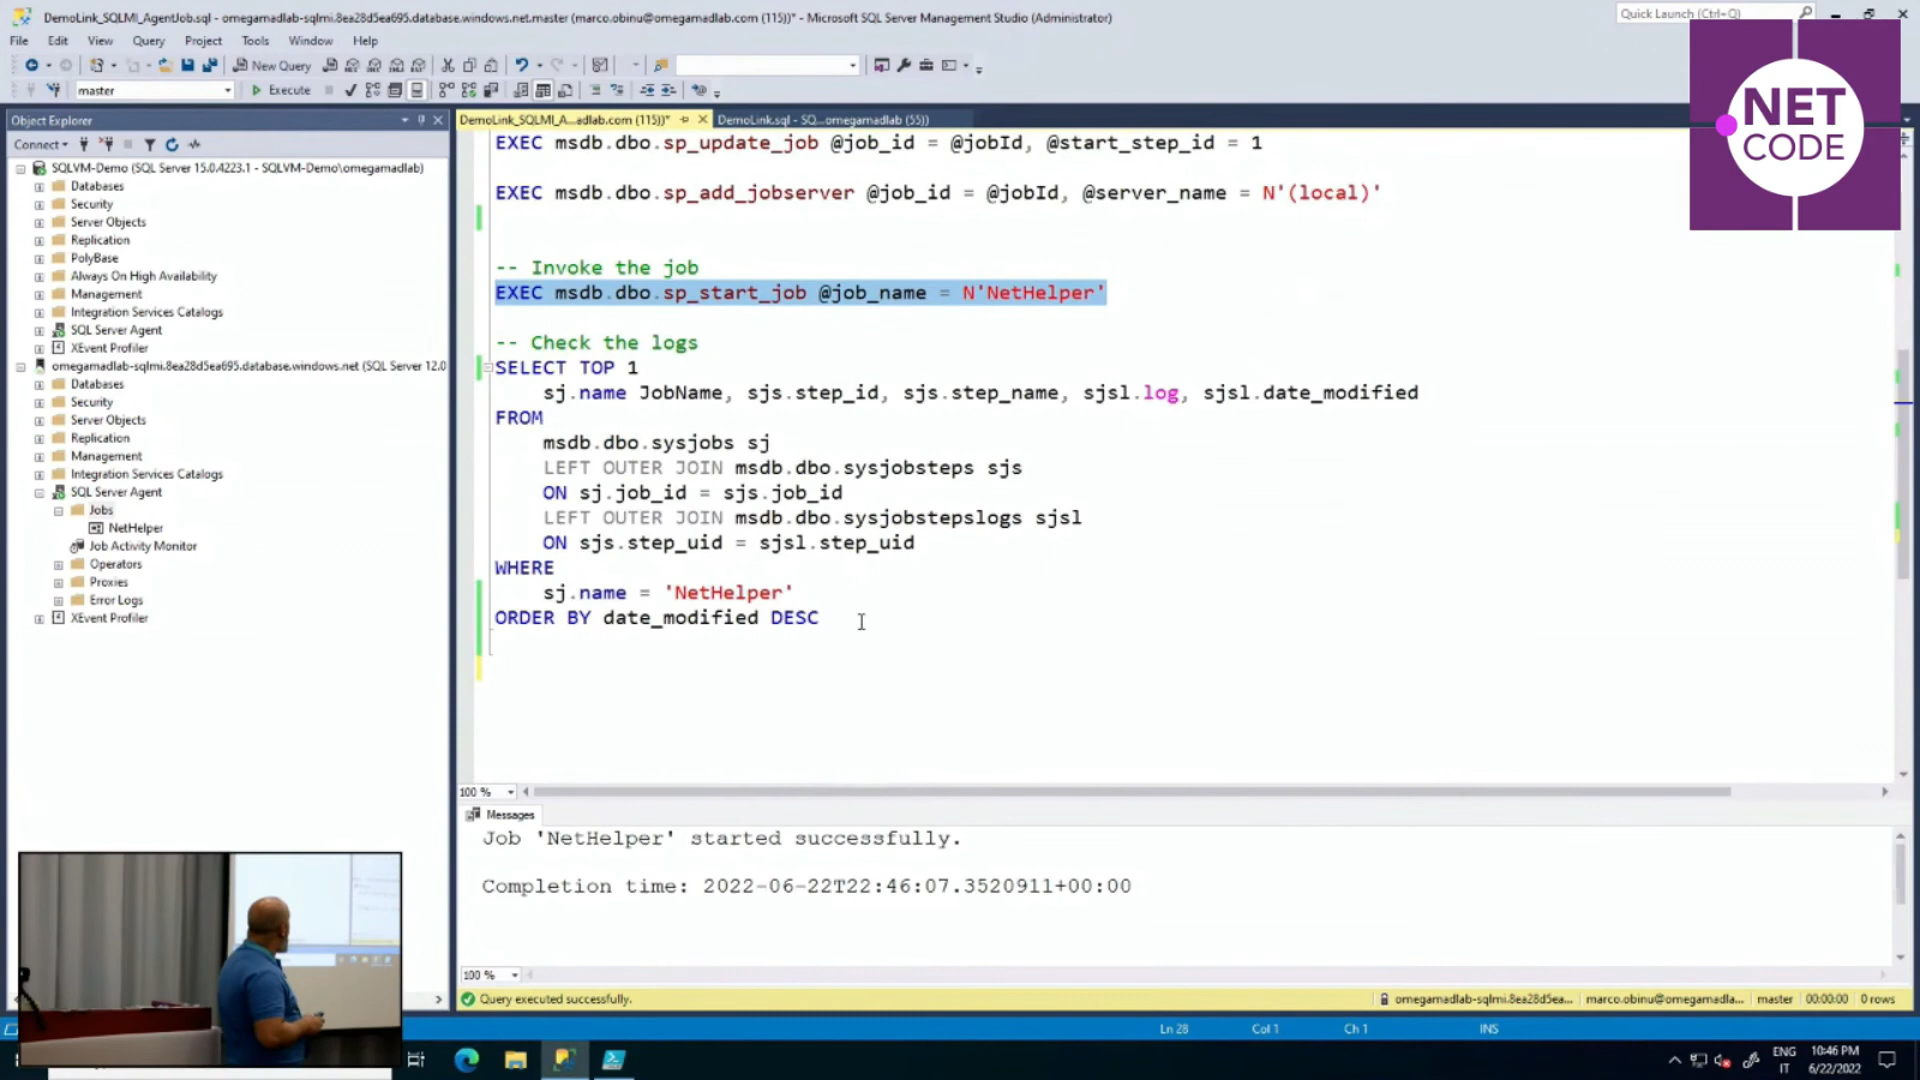 DemoLink_SQLMI_AgentJob.sql - omegamadlab-sqlmi.8ea28d5ea695.database.windows.net.master (marco.obinu@omegamadlab.com (115))* - Microsoft SQL Server Management Studio (Administrator)
Quick Launch (Ctrl+Q)
File Edit View Query Project Tools Window Help
New Query
master
Execute
NET
CODE
Object Explorer
Connect
SQLVM-Demo (SQL Server 15.0.4223.1 - SQLVM-Demo\omegamadlab)
Databases
Security
Server Objects
Replication
PolyBase
Always On High Availability
Management
Integration Services Catalogs
SQL Server Agent
XEvent Profiler
omegamadlab-sqlmi.8ea28d5ea695.database.windows.net (SQL Server 12.0
Databases
Security
Server Objects
Replication
Management
Integration Services Catalogs
SQL Server Agent
Jobs
NetHelper
Job Activity Monitor
Operators
Proxies
Error Logs
XEvent Profiler
DemoLink_SQLMI_A...adlab.com (115))*
DemoLink.sql - SQ...omegamadlab (55))
EXEC msdb.dbo.sp_update_job @job_id = @jobId, @start_step_id = 1
EXEC msdb.dbo.sp_add_jobserver @job_id = @jobId, @server_name = N'(local)'
-- Invoke the job
EXEC msdb.dbo.sp_start_job @job_name = N'NetHelper'
-- Check the logs
SELECT TOP 1
sj.name JobName, sjs.step_id, sjs.step_name, sjsl.log, sjsl.date_modified
FROM
msdb.dbo.sysjobs sj
LEFT OUTER JOIN msdb.dbo.sysjobsteps sjs
ON sj.job_id = sjs.job_id
LEFT OUTER JOIN msdb.dbo.sysjobstepslogs sjsl
ON sjs.step_uid = sjsl.step_uid
WHERE
sj.name = 'NetHelper'
ORDER BY date_modified DESC
100 %
Messages
Job 'NetHelper' started successfully.
Completion time: 2022-06-22T22:46:07.3520911+00:00
100 %
Query executed successfully.
omegamadlab-sqlmi.8ea28d5ea... marco.obinu@omegamadla... master 00:00:00 0 rows
Ln 28 Col 1 Ch 1 INS
ENG
IT
10:46 PM
6/22/2022